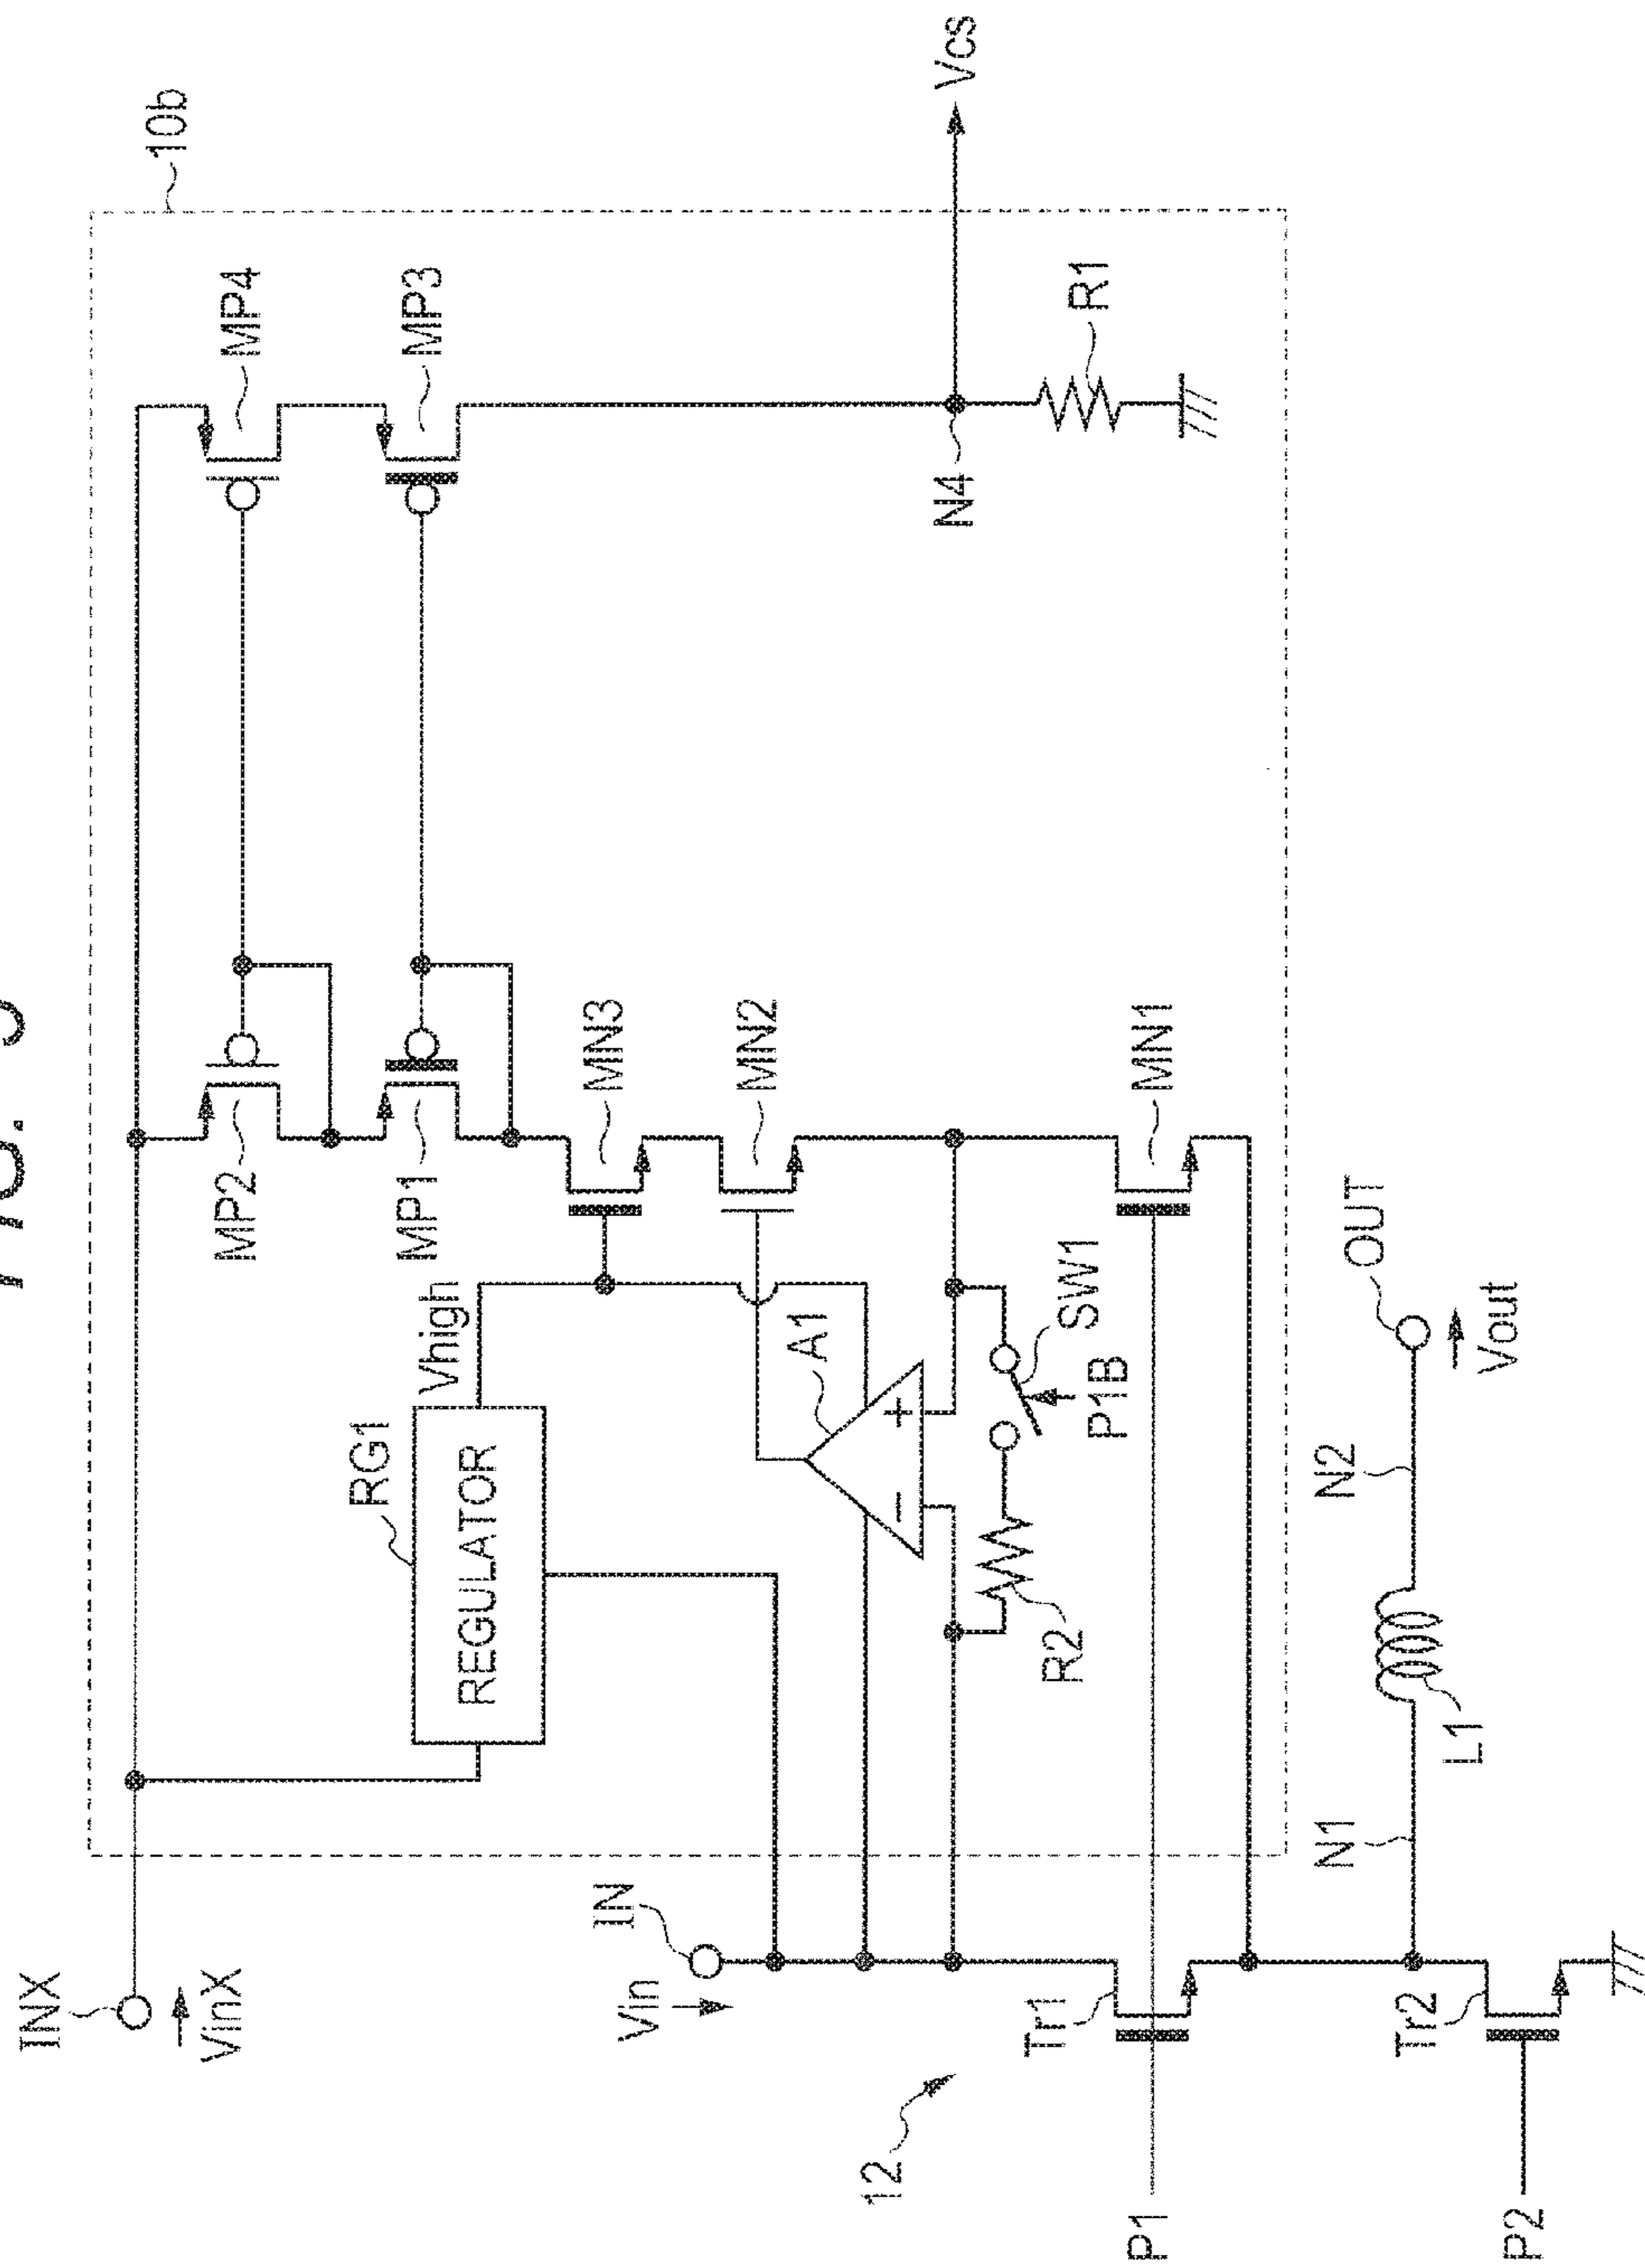 FIG.
INX
10b
VinX
MP2
MP4
RG1
MP1
MP3
Vhigh
REGULATOR
MN3
IN
Vin
MN2
A1
12
−
+
N4
Vcs
Tr1
R2
SW1
R1
P1B
P1
MN1
N1
N2
OUT
Tr2
L1
Vout
P2